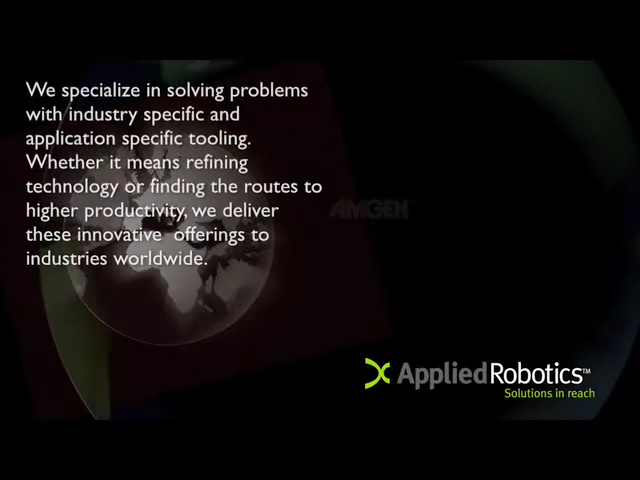 We specialize in solving problems
with industry specific and
application specific tooling.
Whether it means refining
technology or finding the routes to
higher productivity, we deliver
these innovative offerings to
industries worldwide.
AMGEN
AppliedRobotics™
Solutions in reach